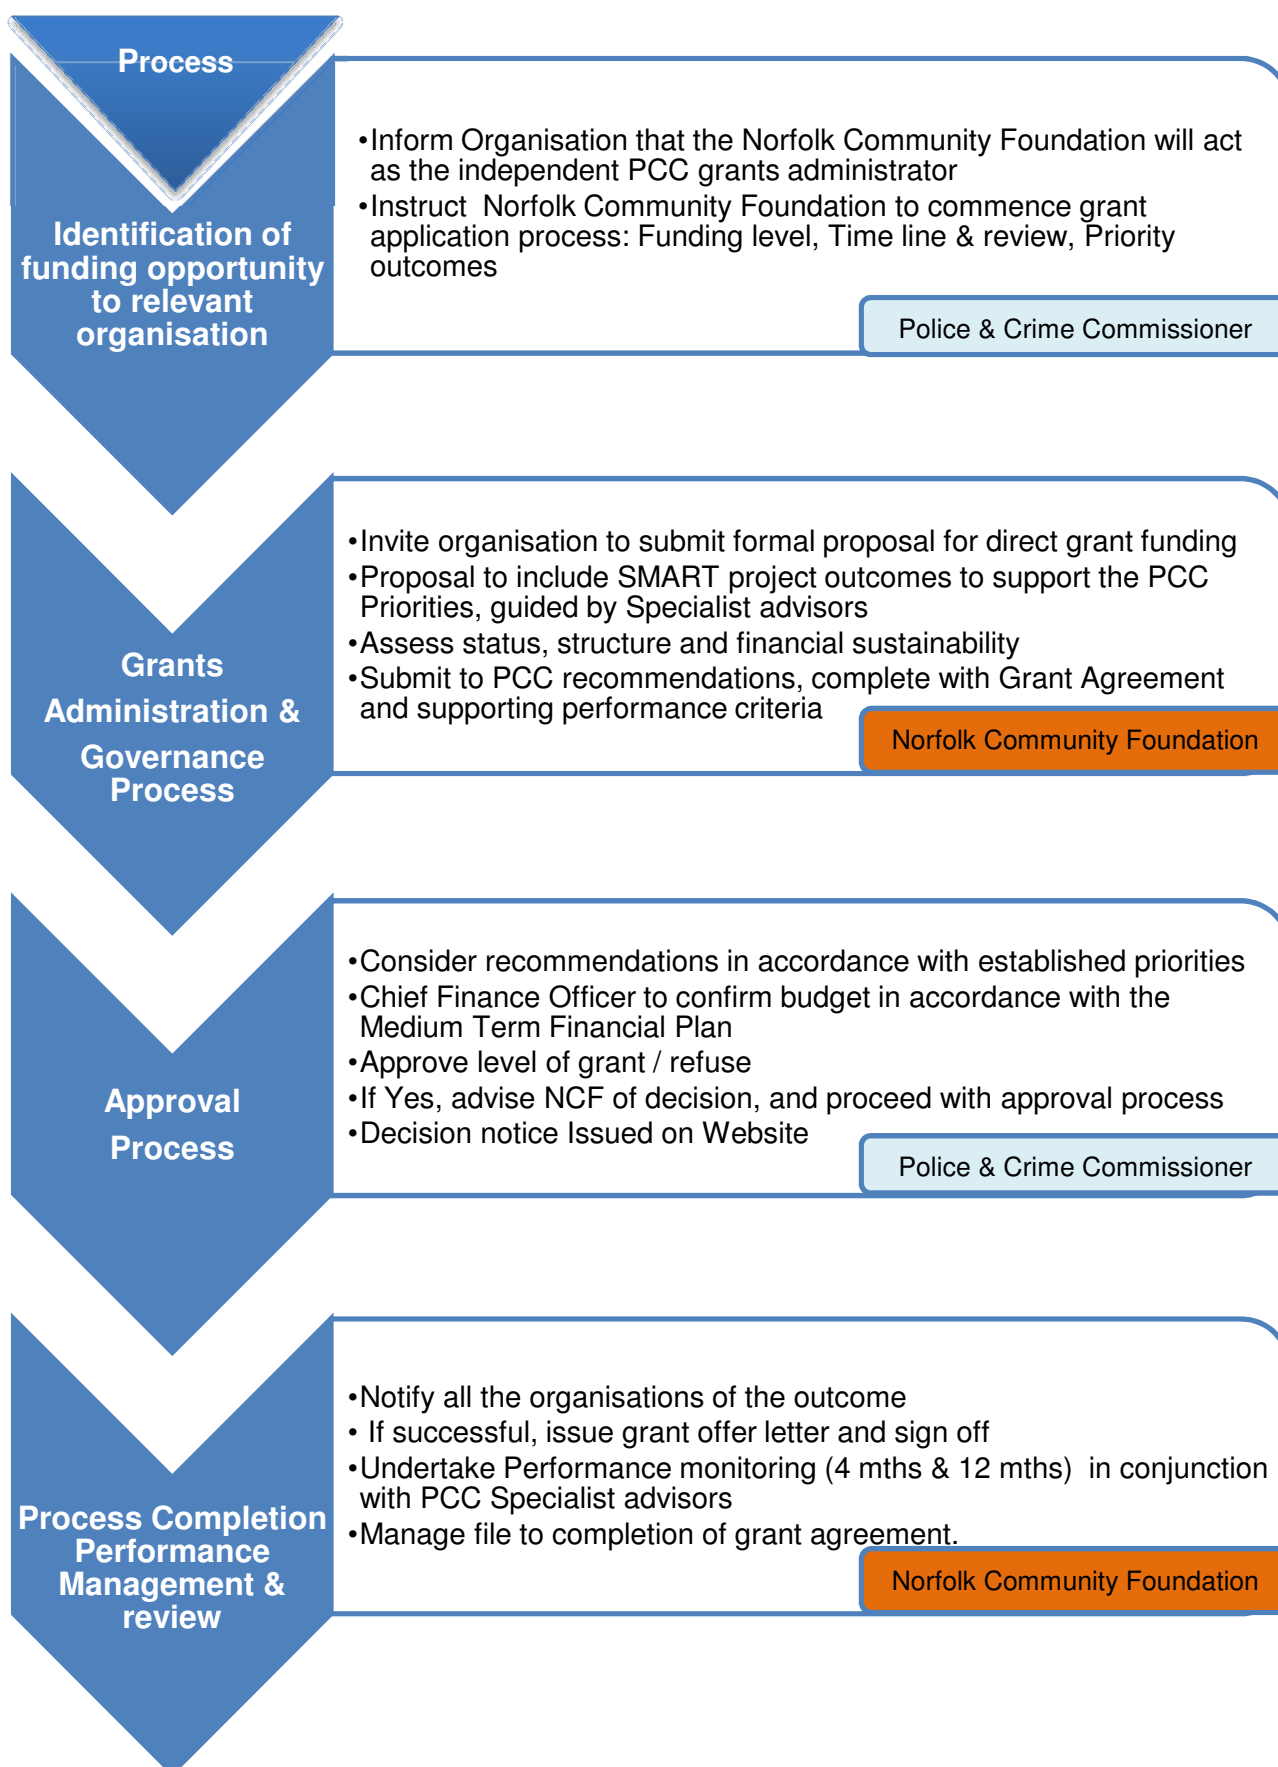 Process
Identification of
funding opportunity
to relevant
organisation
•Inform Organisation that the Norfolk Community Foundation will act
as the independent PCC grants administrator
•Instruct  Norfolk Community Foundation to commence grant
application process: Funding level, Time line & review, Priority
outcomes
Police & Crime Commissioner
Grants
Administration &
Governance
Process
•Invite organisation to submit formal proposal for direct grant funding
•Proposal to include SMART project outcomes to support the PCC
Priorities, guided by Specialist advisors
•Assess status, structure and financial sustainability
•Submit to PCC recommendations, complete with Grant Agreement
and supporting performance criteria
Norfolk Community Foundation
Approval
Process
•Consider recommendations in accordance with established priorities
•Chief Finance Officer to confirm budget in accordance with the
Medium Term Financial Plan
•Approve level of grant / refuse
•If Yes, advise NCF of decision, and proceed with approval process
•Decision notice Issued on Website
Police & Crime Commissioner
Process Completion
Performance
Management &
review
•Notify all the organisations of the outcome
• If successful, issue grant offer letter and sign off
•Undertake Performance monitoring (4 mths & 12 mths)  in conjunction
with PCC Specialist advisors
•Manage file to completion of grant agreement.
Norfolk Community Foundation